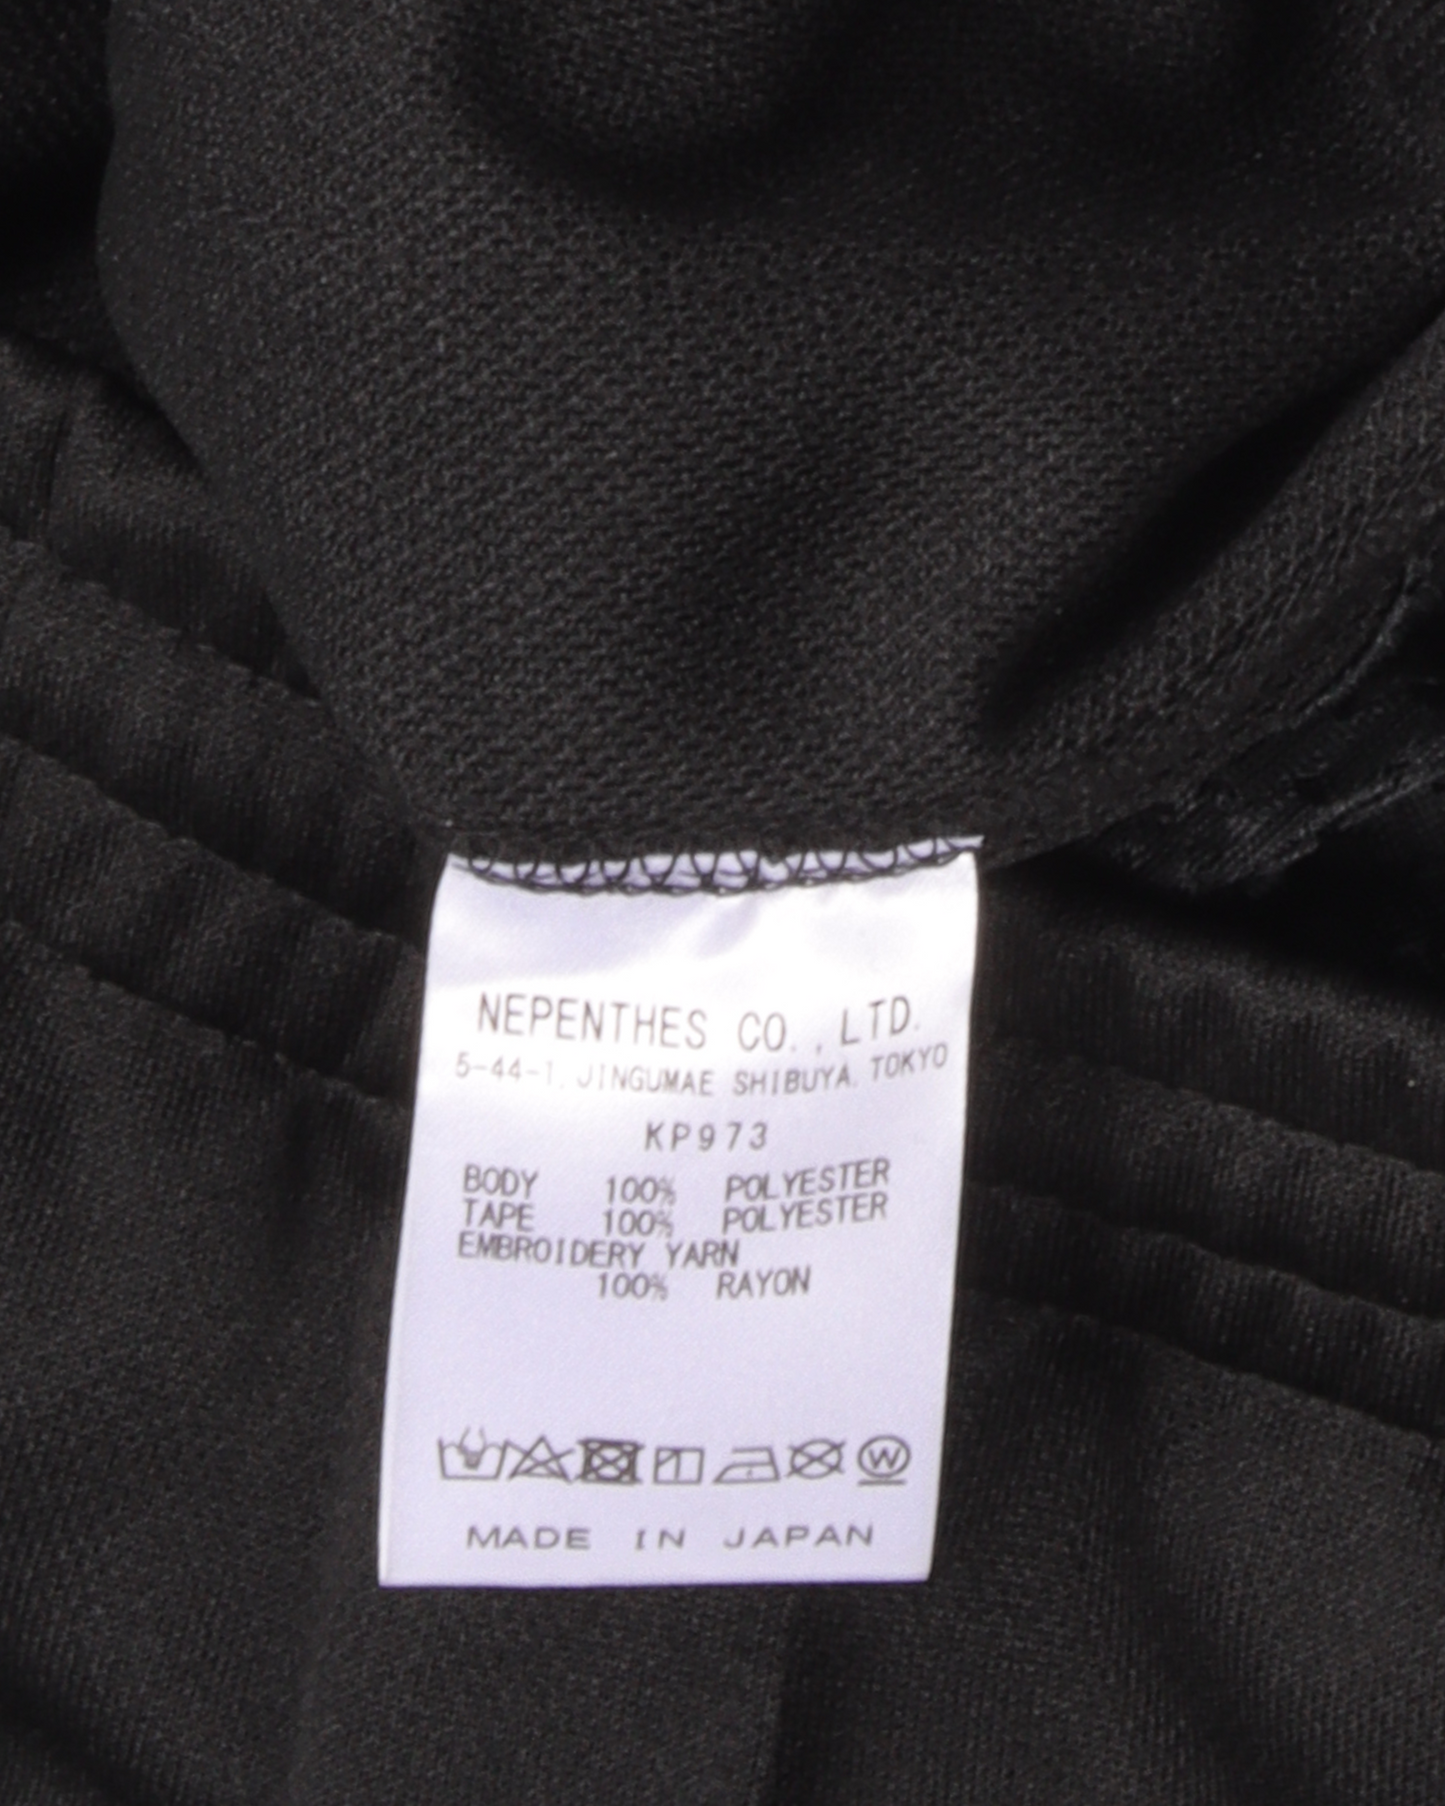 NEPENTHES CO., LTD.
5-44-1, JINGUMAE SHIBUYA, TOKYO
KP973
BODY 100% POLYESTER
TAPE 100% POLYESTER
EMBROIDERY YARN
100% RAYON
W
MADE IN JAPAN